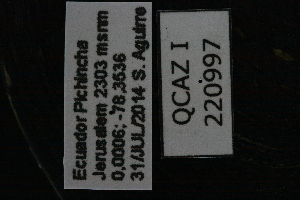 Ecuador Pichincha
Jerusalem 2303 msnm
0,0006; -78,3536
31/JUL/2014 S. Aguirre
QCAZ I
220997